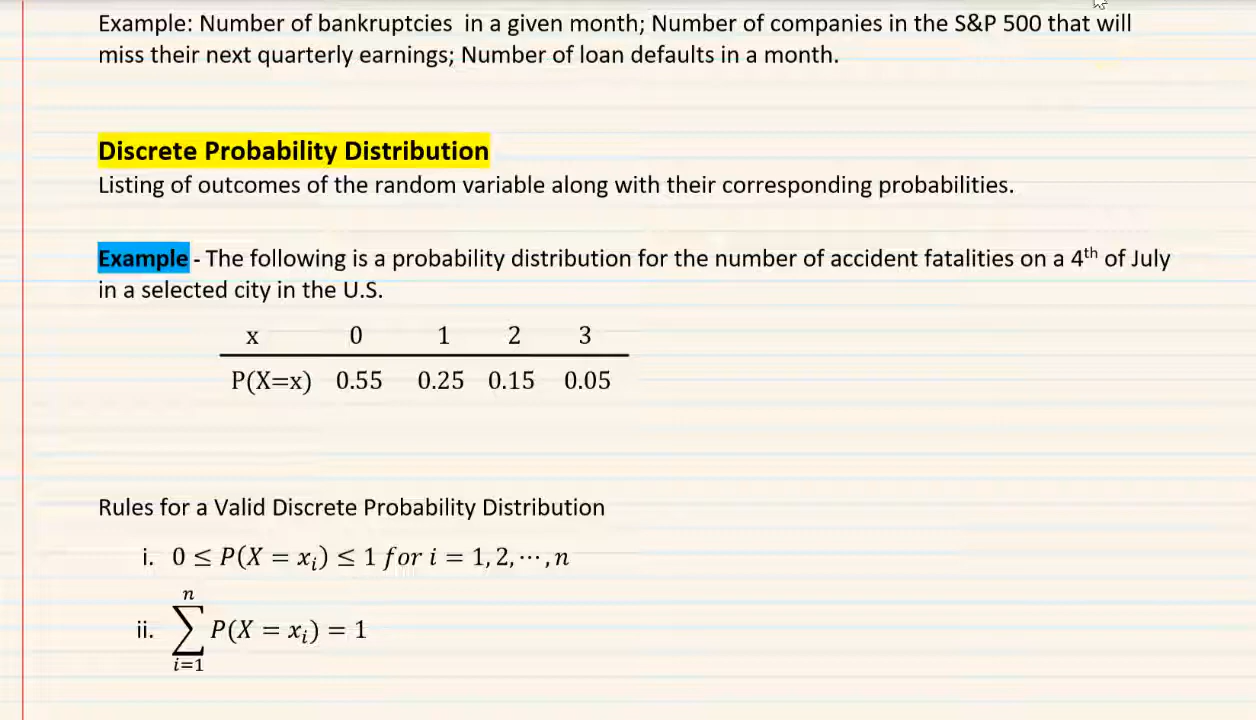 Example: Number of bankruptcies in a given month; Number of companies in the S&P 500 that will
miss their next quarterly earnings; Number of loan defaults in a month.
Discrete Probability Distribution
Listing of outcomes of the random variable along with their corresponding probabilities.
Example - The following is a probability distribution for the number of accident fatalities on a 4th of July
in a selected city in the U.S.
x 0 1 2 3
P(X=x) 0.55 0.25 0.15 0.05
Rules for a Valid Discrete Probability Distribution
i. 0 ≤ P(X = xᵢ) ≤ 1 for i = 1, 2, ⋯ , n
n
ii. ∑ P(X = xᵢ) = 1
i=1